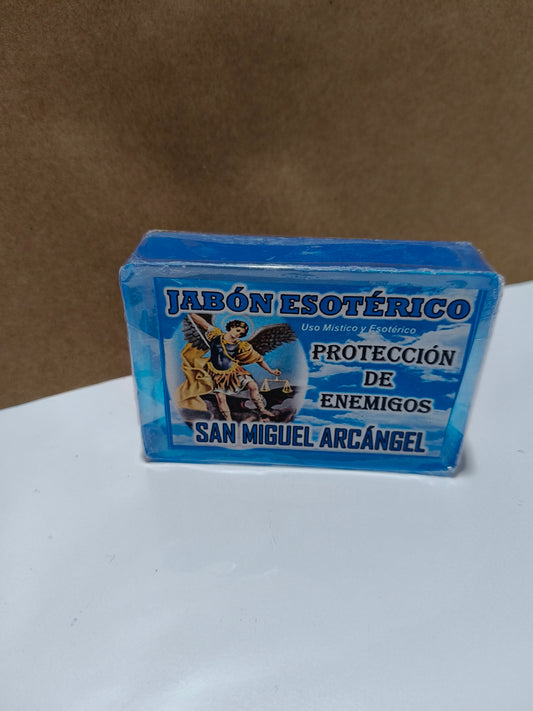 JABÓN ESOTÉRICO
Uso Místico y Esotérico
PROTECCIÓN
DE
ENEMIGOS
SAN MIGUEL ARCÁNGEL